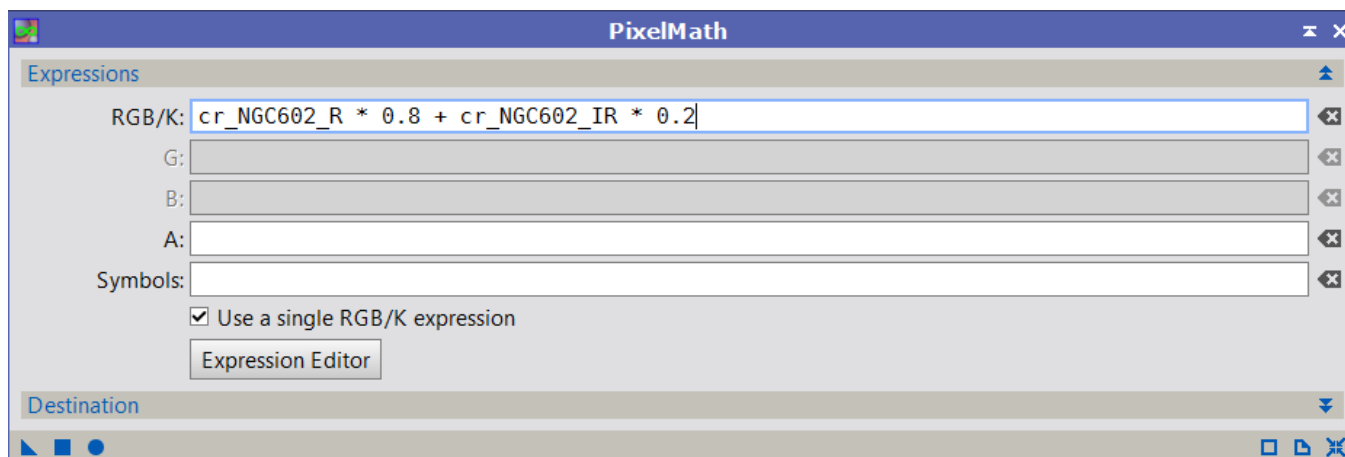 PixelMath
Expressions
RGB/K: cr_NGC602_R * 0.8 + cr_NGC602_IR * 0.2
G:
B:
A:
Symbols:
Use a single RGB/K expression
Expression Editor
Destination